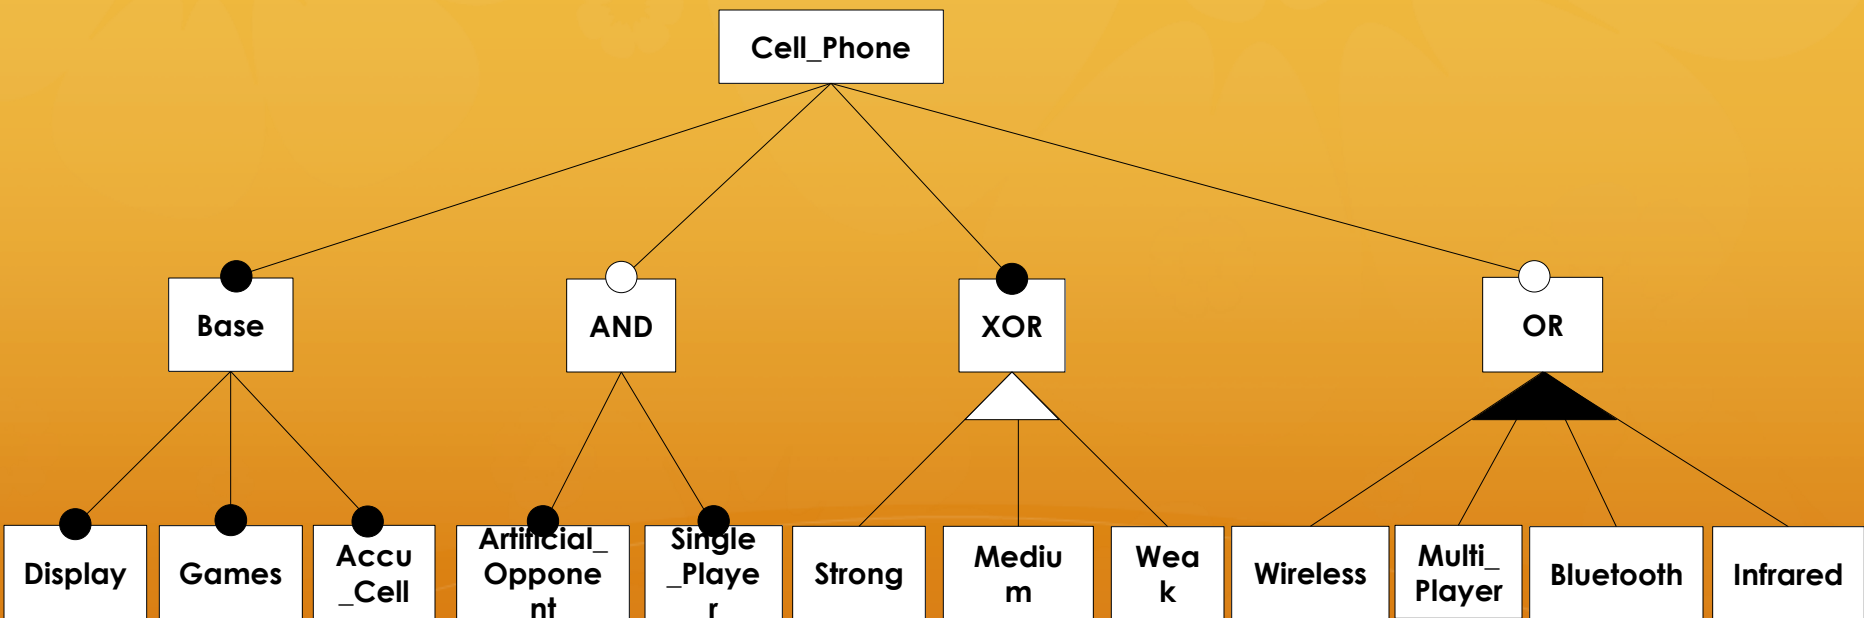 Cell_Phone
Base
AND
XOR
OR
Display
Games
Accu
_Cell
Artificial_
Oppone
nt
Single
_Playe
r
Strong
Mediu
m
Wea
k
Wireless
Multi_
Player
Bluetooth
Infrared